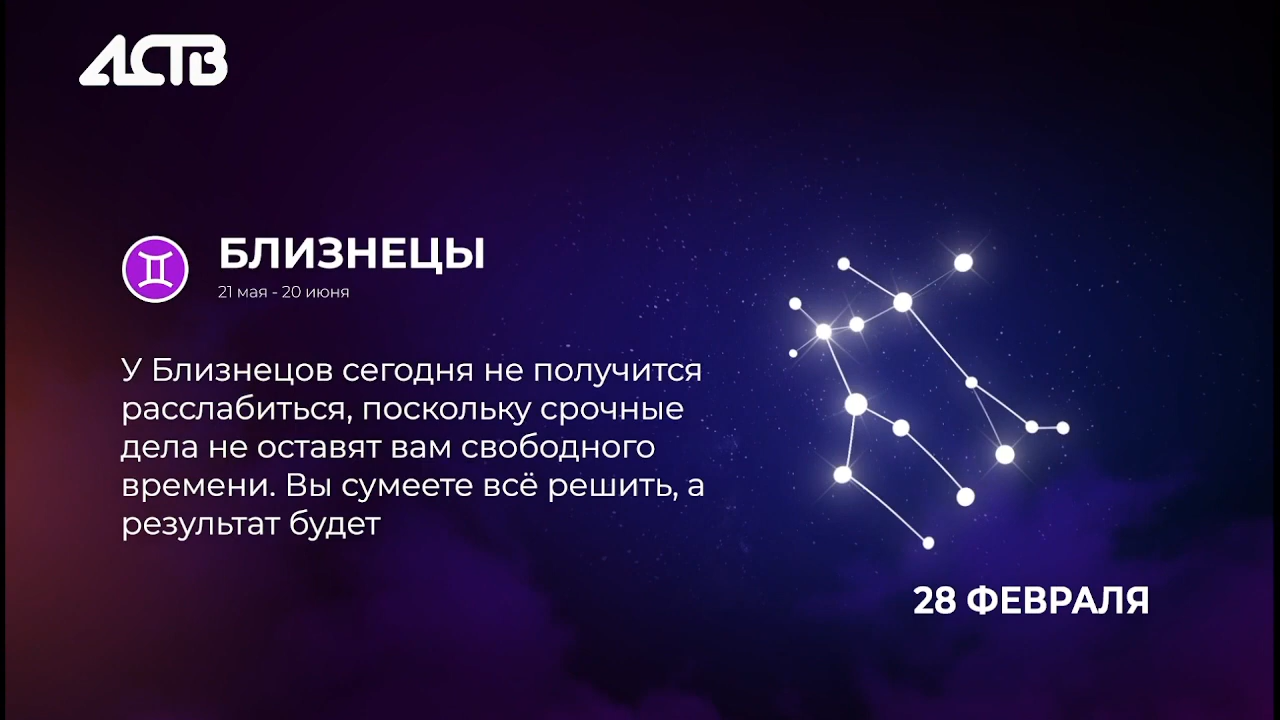 АСТВ
БЛИЗНЕЦЫ
21 мая - 20 июня
У Близнецов сегодня не получится
расслабиться, поскольку срочные
дела не оставят вам свободного
времени. Вы сумеете всё решить, а
результат будет
28 ФЕВРАЛЯ